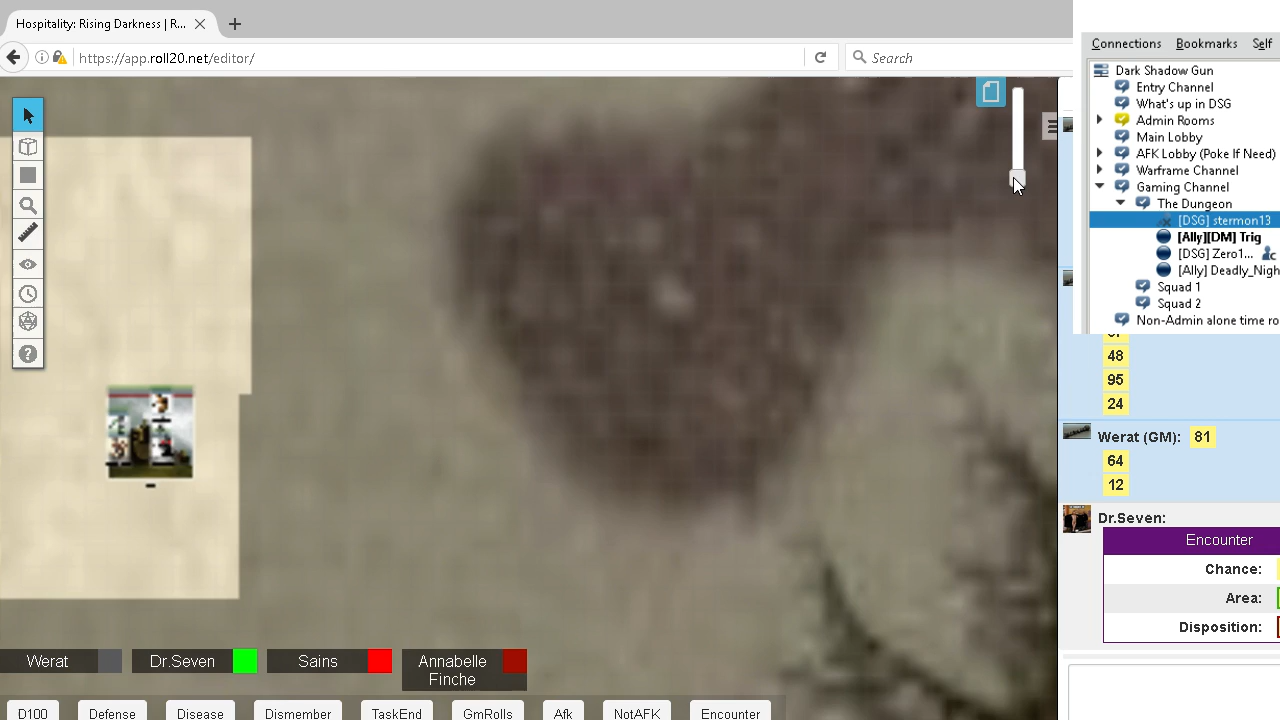 Hospitality: Rising Darkness | R...
https://app.roll20.net/editor/
Search
Connections Bookmarks Self
Dark Shadow Gun
Entry Channel
What's up in DSG
Admin Rooms
Main Lobby
AFK Lobby (Poke If Need)
Warframe Channel
Gaming Channel
The Dungeon
[DSG] stermon13
[Ally][DM] Trig
[DSG] Zero1...
[Ally] Deadly_Nigh
Squad 1
Squad 2
Non-Admin alone time ro
48
95
24
Werat (GM): 81
64
12
Dr.Seven:
Encounter
Chance:
Area:
Disposition:
Werat
Dr.Seven
Sains
Annabelle
Finche
D100 Defense Disease Dismember TaskEnd GmRolls Afk NotAFK Encounter